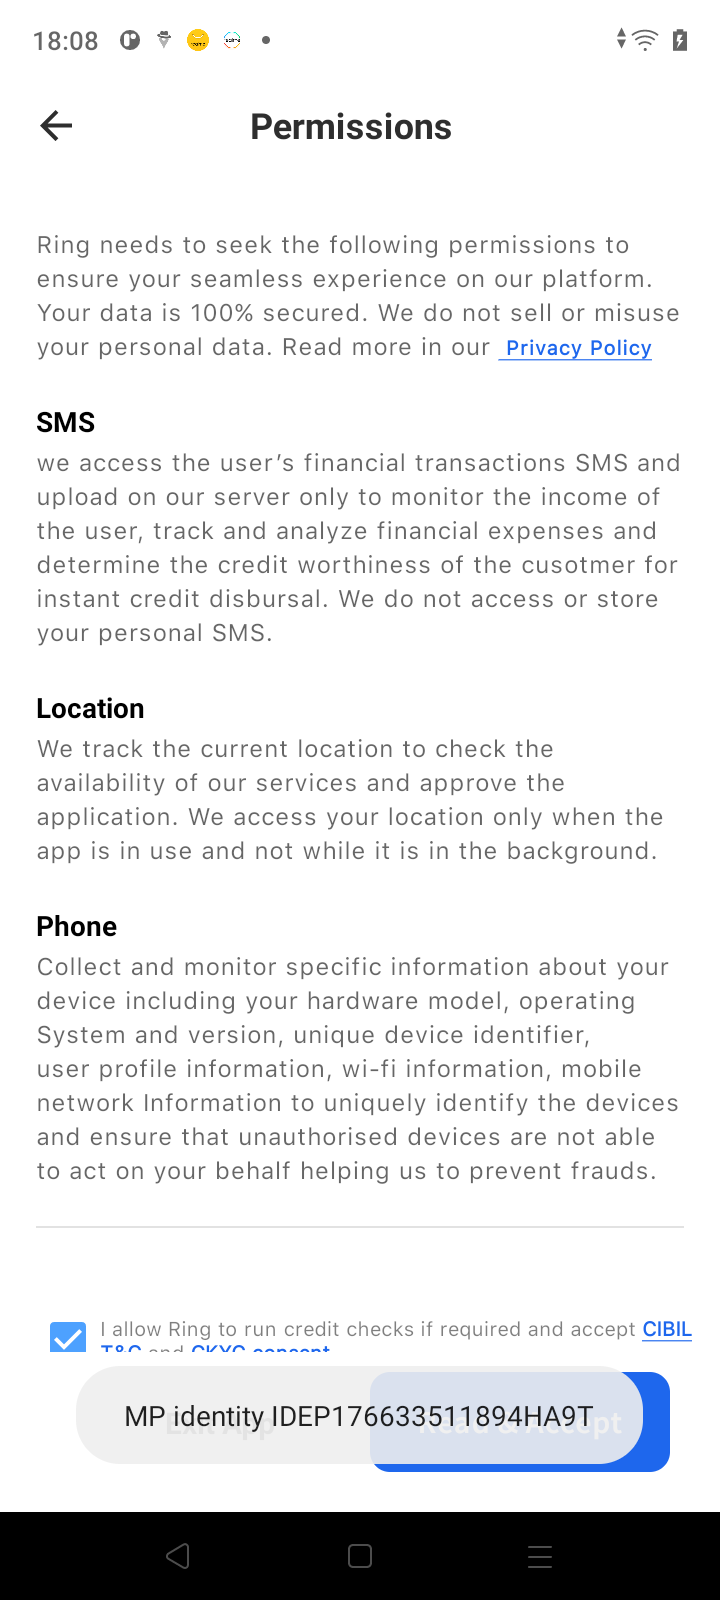 18:08
Permissions
Ring needs to seek the following permissions to
ensure your seamless experience on our platform.
Your data is 100% secured. We do not sell or misuse
your personal data. Read more in our Privacy Policy
SMS
we access the user's financial transactions SMS and
upload on our server only to monitor the income of
the user, track and analyze financial expenses and
determine the credit worthiness of the cusotmer for
instant credit disbursal. We do not access or store
your personal SMS.
Location
We track the current location to check the
availability of our services and approve the
application. We access your location only when the
app is in use and not while it is in the background.
Phone
Collect and monitor specific information about your
device including your hardware model, operating
System and version, unique device identifier,
user profile information, wi-fi information, mobile
network Information to uniquely identify the devices
and ensure that unauthorised devices are not able
to act on your behalf helping us to prevent frauds.
I allow Ring to run credit checks if required and accept CIBIL
T&C and CKYC consent
MP identity IDEP176633511894HA9T
Exit App
Read & Accept